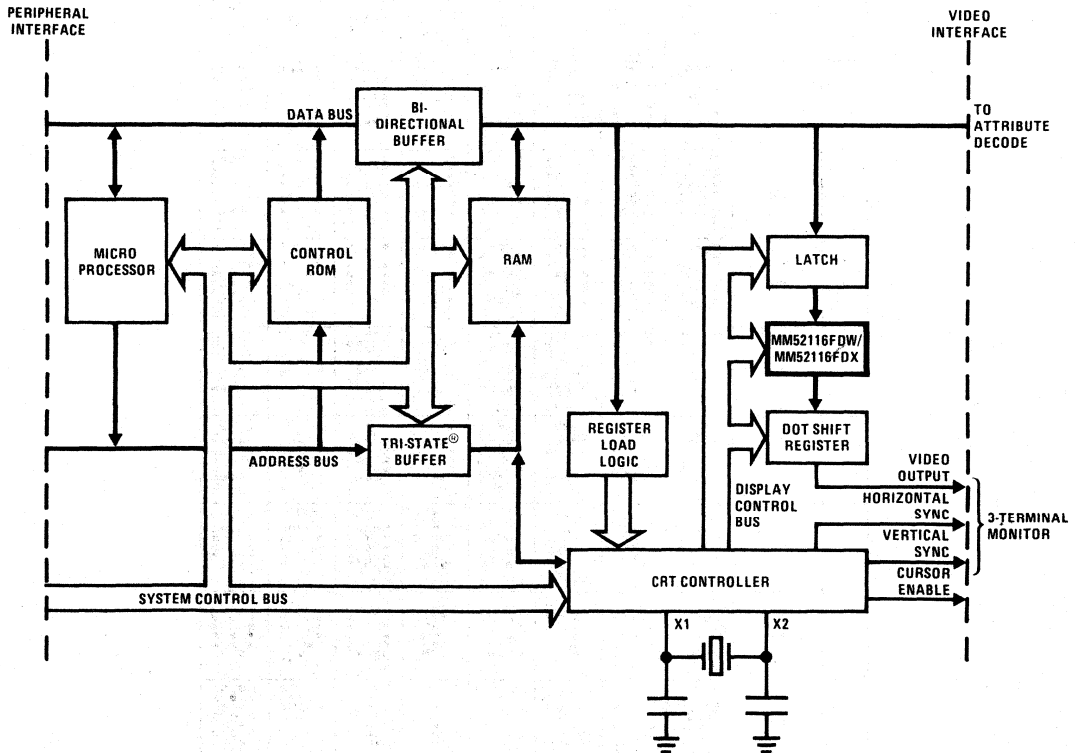 PERIPHERAL
INTERFACE
VIDEO
INTERFACE
DATA BUS
BI-
DIRECTIONAL
BUFFER
TO
ATTRIBUTE
DECODE
MICRO
PROCESSOR
CONTROL
ROM
RAM
LATCH
MM52116FDW/
MM52116FDX
DOT SHIFT
REGISTER
ADDRESS BUS
TRI-STATE®
BUFFER
REGISTER
LOAD
LOGIC
DISPLAY
CONTROL
BUS
VIDEO
OUTPUT
HORIZONTAL
SYNC
VERTICAL
SYNC
CURSOR
ENABLE
3-TERMINAL
MONITOR
CRT CONTROLLER
SYSTEM CONTROL BUS
X1
X2